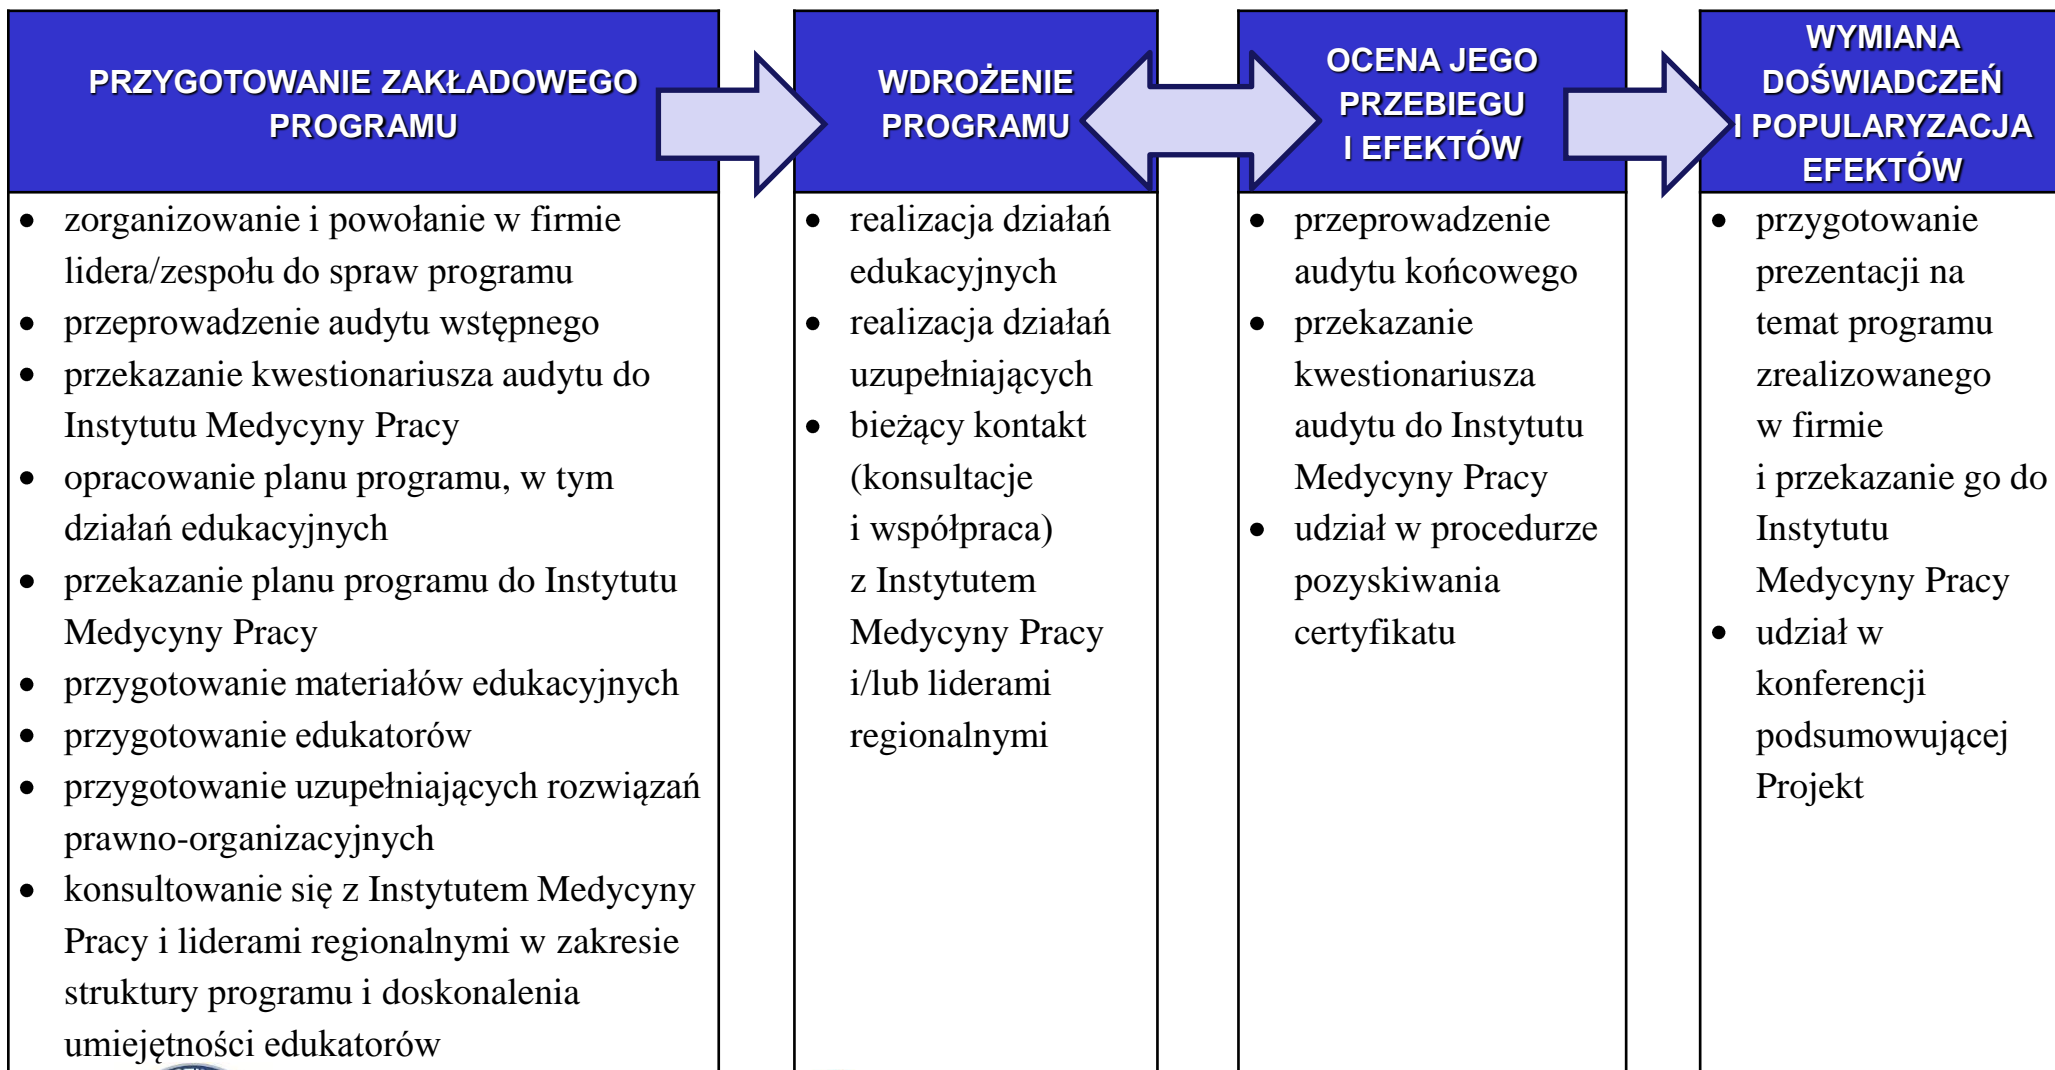 PRZYGOTOWANIE ZAKŁADOWEGO
PROGRAMU
• zorganizowanie i powołanie w firmie
lidera/zespołu do spraw programu
• przeprowadzenie audytu wstępnego
• przekazanie kwestionariusza audytu do
Instytutu Medycyny Pracy
• opracowanie planu programu, w tym
działań edukacyjnych
• przekazanie planu programu do Instytutu
Medycyny Pracy
• przygotowanie materiałów edukacyjnych
• przygotowanie edukatorów
• przygotowanie uzupełniających rozwiązań
prawno-organizacyjnych
• konsultowanie się z Instytutem Medycyny
Pracy i liderami regionalnymi w zakresie
struktury programu i doskonalenia
umiejętności edukatorów
WDROŻENIE
PROGRAMU
• realizacja działań
edukacyjnych
• realizacja działań
uzupełniających
• bieżący kontakt
(konsultacje
i współpraca)
z Instytutem
Medycyny Pracy
i/lub liderami
regionalnymi
OCENA JEGO
PRZEBIEGU
I EFEKTÓW
• przeprowadzenie
audytu końcowego
• przekazanie
kwestionariusza
audytu do Instytutu
Medycyny Pracy
• udział w procedurze
pozyskiwania
certyfikatu
WYMIANA
DOŚWIADCZEŃ
I POPULARYZACJA
EFEKTÓW
• przygotowanie
prezentacji na
temat programu
zrealizowanego
w firmie
i przekazanie go do
Instytutu
Medycyny Pracy
• udział w
konferencji
podsumowującej
Projekt